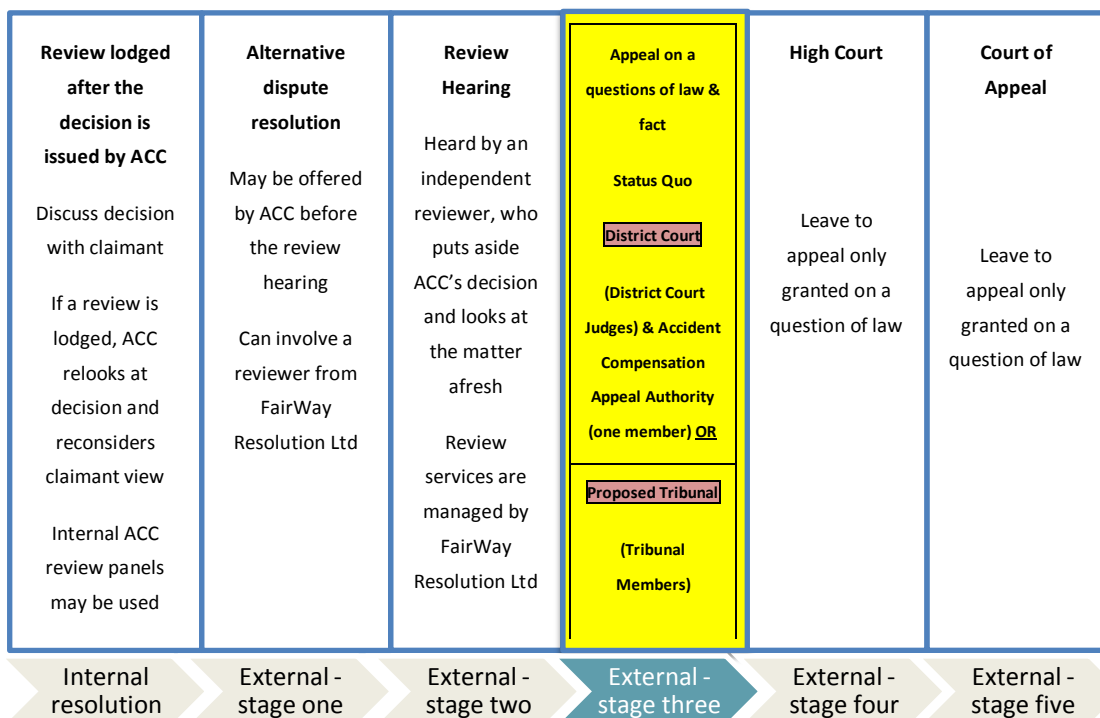 Review lodged
after the
decision is
issued by ACC
Discuss decision
with claimant
If a review is
lodged, ACC
relooks at
decision and
reconsiders
claimant view
Internal ACC
review panels
may be used
Alternative
dispute
resolution
May be offered
by ACC before
the review
hearing
Can involve a
reviewer from
FairWay
Resolution Ltd
Review
Hearing
Heard by an
independent
reviewer, who
puts aside
ACC's decision
and looks at
the matter
afresh
Review
services are
managed by
FairWay
Resolution Ltd
Appeal on a
questions of law &
fact
Status Quo
District Court
(District Court
Judges) & Accident
Compensation
Appeal Authority
(one member) OR
Proposed Tribunal
(Tribunal
Members)
High Court
Leave to
appeal only
granted on a
question of law
Court of
Appeal
Leave to
appeal only
granted on a
question of law
Internal
resolution
External -
stage one
External -
stage two
External -
stage three
External -
stage four
External -
stage five